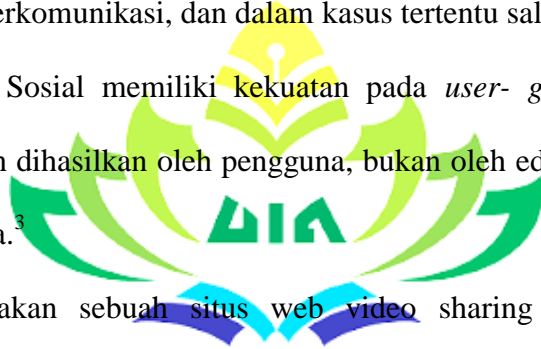 erkomunikasi, dan dalam kasus tertentu sal
Sosial memiliki kekuatan pada user- g
dihasilkan oleh pengguna, bukan oleh ed
a.3
UIN
akan sebuah situs web video sharing